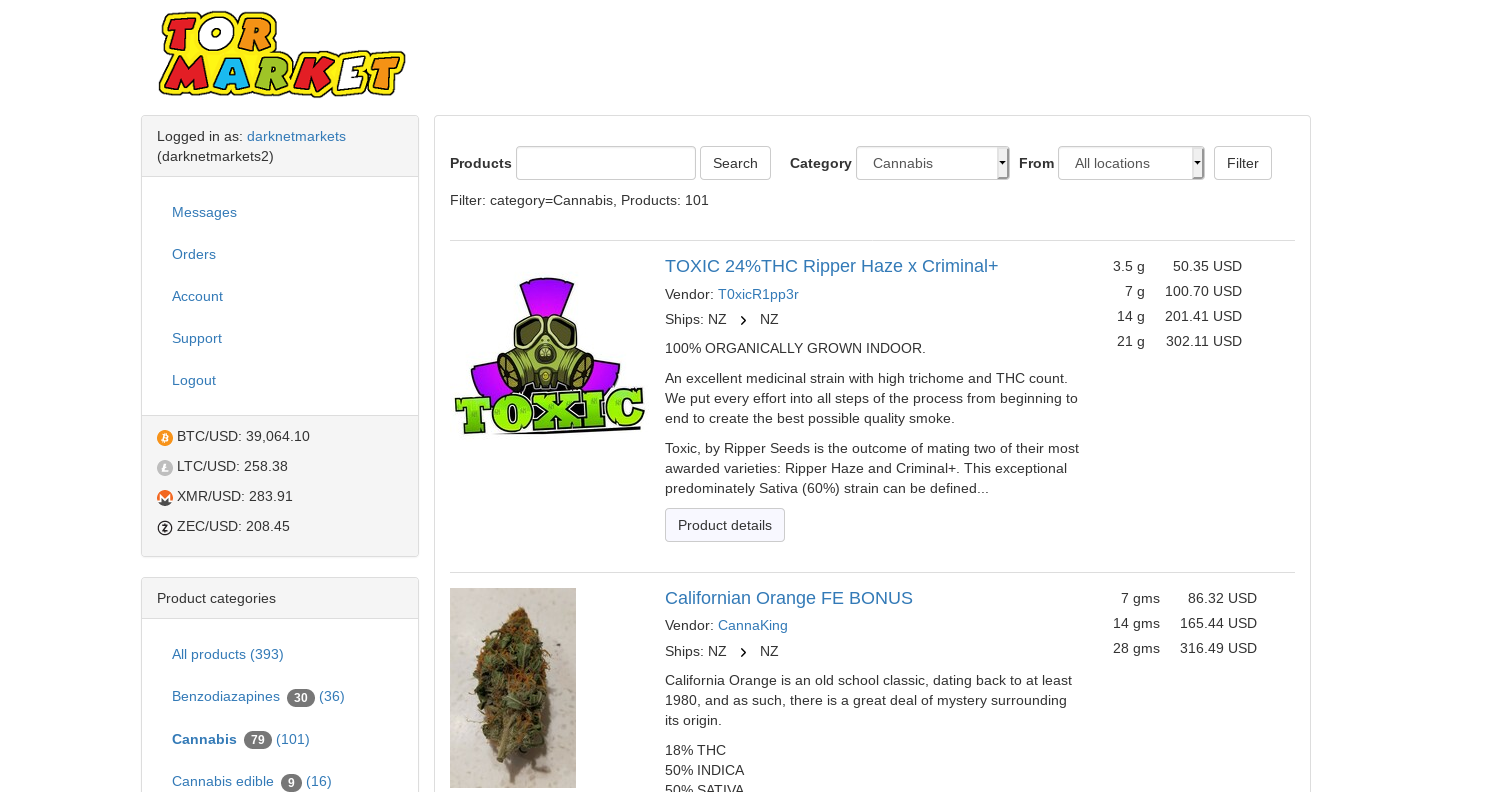 TOR
MARKET
Logged in as: darknetmarkets
(darknetmarkets2)
Messages
Orders
Account
Support
Logout
BTC/USD: 39,064.10
LTC/USD: 258.38
XMR/USD: 283.91
ZEC/USD: 208.45
Product categories
All products (393)
Benzodiazapines 30 (36)
Cannabis 79 (101)
Cannabis edible 9 (16)
Products Search Category Cannabis From All locations Filter
Filter: category=Cannabis, Products: 101
TOXIC
TOXIC 24%THC Ripper Haze x Criminal+
Vendor: T0xicR1pp3r
Ships: NZ › NZ
100% ORGANICALLY GROWN INDOOR.
An excellent medicinal strain with high trichome and THC count.
We put every effort into all steps of the process from beginning to
end to create the best possible quality smoke.
Toxic, by Ripper Seeds is the outcome of mating two of their most
awarded varieties: Ripper Haze and Criminal+. This exceptional
predominately Sativa (60%) strain can be defined...
Product details
3.5 g 50.35 USD
7 g 100.70 USD
14 g 201.41 USD
21 g 302.11 USD
Californian Orange FE BONUS
Vendor: CannaKing
Ships: NZ › NZ
California Orange is an old school classic, dating back to at least
1980, and as such, there is a great deal of mystery surrounding
its origin.
18% THC
50% INDICA
50% SATIVA
7 gms 86.32 USD
14 gms 165.44 USD
28 gms 316.49 USD